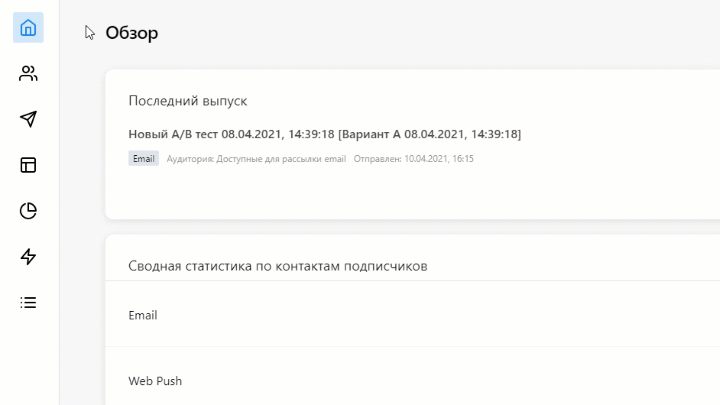 Обзор
Последний выпуск
Новый A/B тест 08.04.2021, 14:39:18 [Вариант A 08.04.2021, 14:39:18]
Email Аудитория: Доступные для рассылки email Отправлен: 10.04.2021, 16:15
Сводная статистика по контактам подписчиков
Email
Web Push